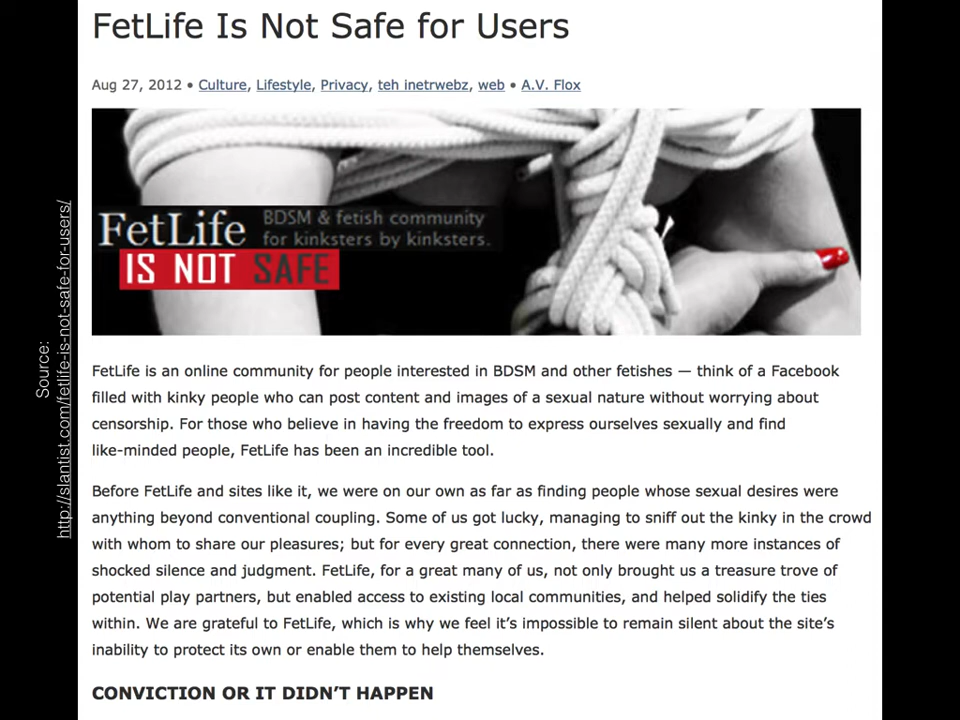 FetLife Is Not Safe for Users
Aug 27, 2012 • Culture, Lifestyle, Privacy, teh inetrwebz, web • A.V. Flox
FetLife BDSM & fetish community
for kinksters by kinksters.
IS NOT SAFE
Source:
http://slantist.com/fetlife-is-not-safe-for-users/
FetLife is an online community for people interested in BDSM and other fetishes — think of a Facebook
filled with kinky people who can post content and images of a sexual nature without worrying about
censorship. For those who believe in having the freedom to express ourselves sexually and find
like-minded people, FetLife has been an incredible tool.
Before FetLife and sites like it, we were on our own as far as finding people whose sexual desires were
anything beyond conventional coupling. Some of us got lucky, managing to sniff out the kinky in the crowd
with whom to share our pleasures; but for every great connection, there were many more instances of
shocked silence and judgment. FetLife, for a great many of us, not only brought us a treasure trove of
potential play partners, but enabled access to existing local communities, and helped solidify the ties
within. We are grateful to FetLife, which is why we feel it's impossible to remain silent about the site's
inability to protect its own or enable them to help themselves.
CONVICTION OR IT DIDN'T HAPPEN